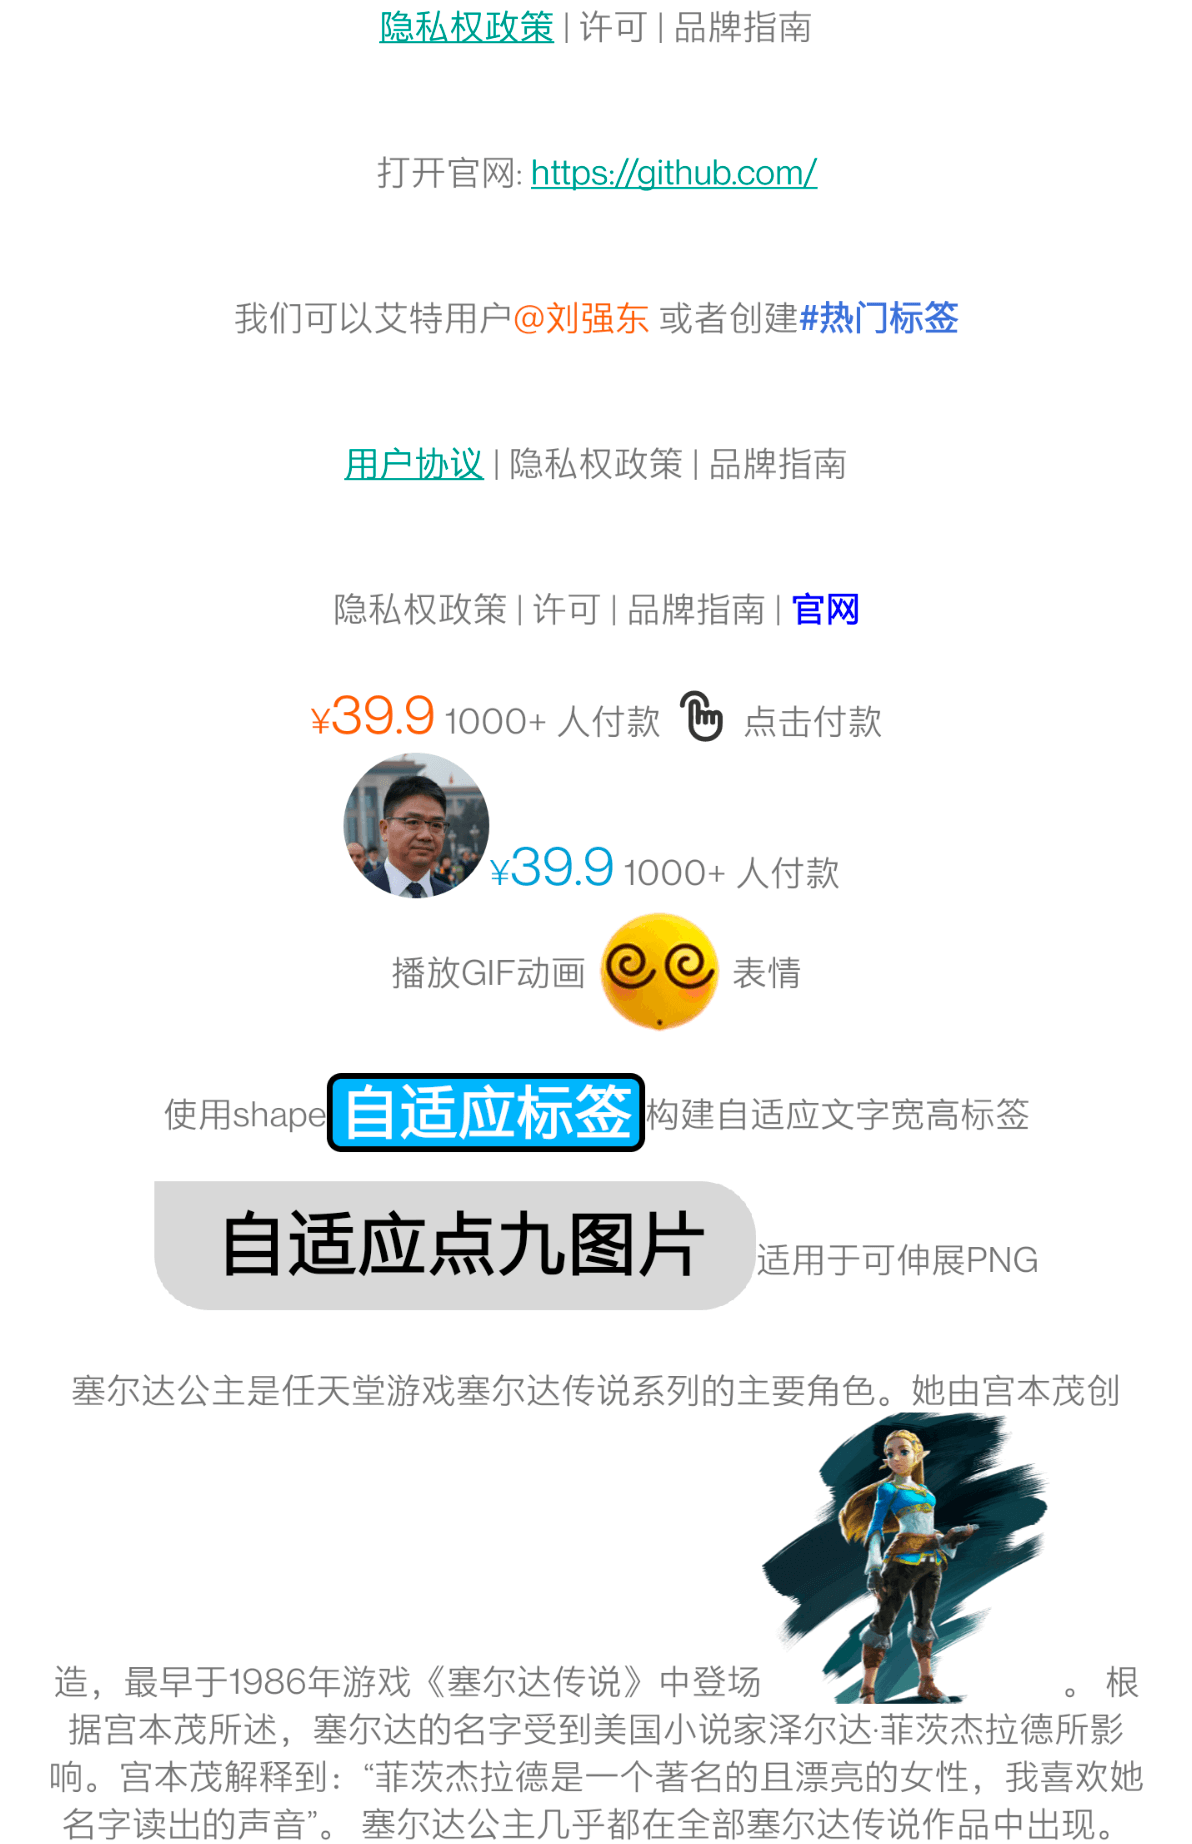 隐私权政策 | 许可 | 品牌指南
打开官网: https://github.com/
我们可以艾特用户@刘强东 或者创建#热门标签
用户协议 | 隐私权政策 | 品牌指南
隐私权政策 | 许可 | 品牌指南 | 官网
¥39.9 1000+ 人付款 点击付款
¥39.9 1000+ 人付款
播放GIF动画 表情
使用shape自适应标签构建自适应文字宽高标签
自适应点九图片适用于可伸展PNG
塞尔达公主是任天堂游戏塞尔达传说系列的主要角色。她由宫本茂创
造，最早于1986年游戏《塞尔达传说》中登场 。 根
据宫本茂所述，塞尔达的名字受到美国小说家泽尔达·菲茨杰拉德所影
响。宫本茂解释到：“菲茨杰拉德是一个著名的且漂亮的女性，我喜欢她
名字读出的声音”。 塞尔达公主几乎都在全部塞尔达传说作品中出现。